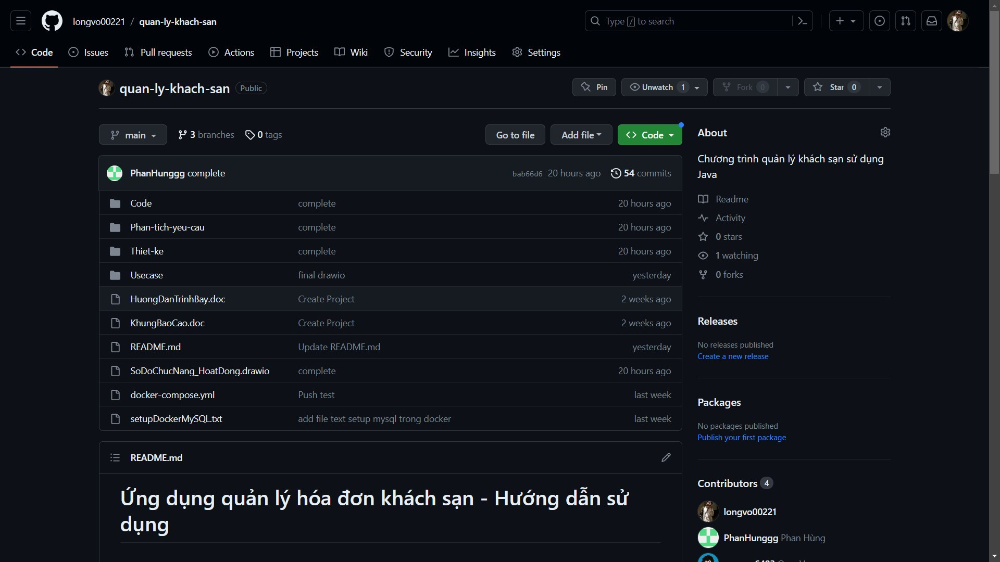 longvo00221 / quan-ly-khach-san
Type / to search
Code Issues Pull requests Actions Projects Wiki Security Insights Settings
quan-ly-khach-san Public
Pin Unwatch 1 Fork 0 Star 0
main 3 branches 0 tags Go to file Add file Code
PhanHunggg complete bab66d6 20 hours ago 54 commits
Code complete 20 hours ago
Phan-tich-yeu-cau complete 20 hours ago
Thiet-ke complete 20 hours ago
Usecase final drawio yesterday
HuongDanTrinhBay.doc Create Project 2 weeks ago
KhungBaoCao.doc Create Project 2 weeks ago
README.md Update README.md yesterday
SoDoChucNang_HoatDong.drawio complete 20 hours ago
docker-compose.yml Push test last week
setupDockerMySQL.txt add file text setup mysql trong docker last week
README.md
Ứng dụng quản lý hóa đơn khách sạn - Hướng dẫn sử
dụng
About
Chương trình quản lý khách sạn sử dụng
Java
Readme
Activity
0 stars
1 watching
0 forks
Releases
No releases published
Create a new release
Packages
No packages published
Publish your first package
Contributors 4
longvo00221
PhanHunggg Phan Hùng